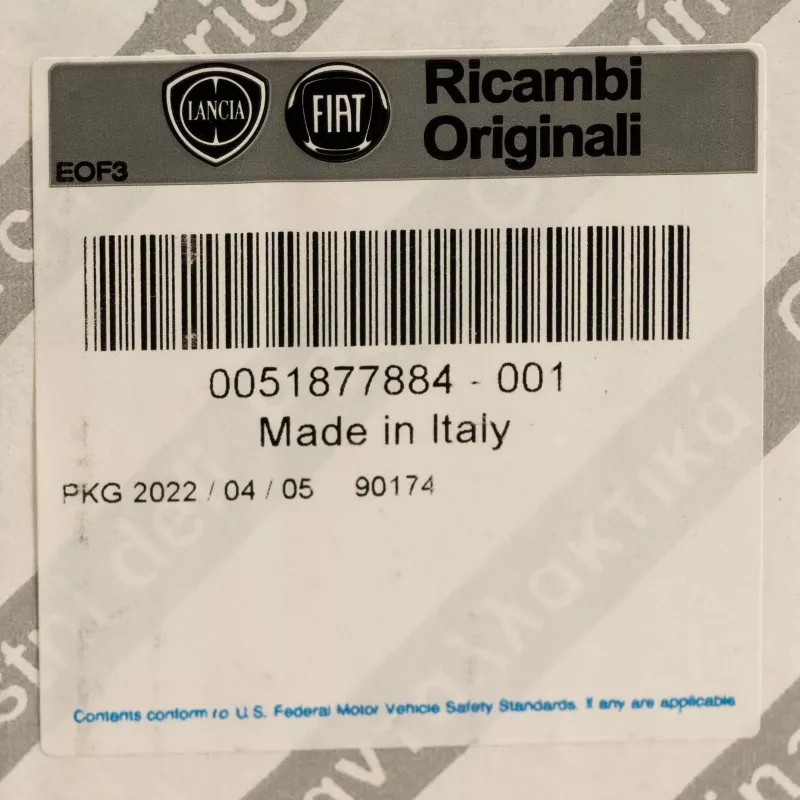 LANCIA
FIAT
Ricambi
Originali
EOF3
0051877884 - 001
Made in Italy
PKG 2022 / 04 / 05 90174
Contents conform to U.S. Federal Motor Vehicle Safety Standards. If any are applicable